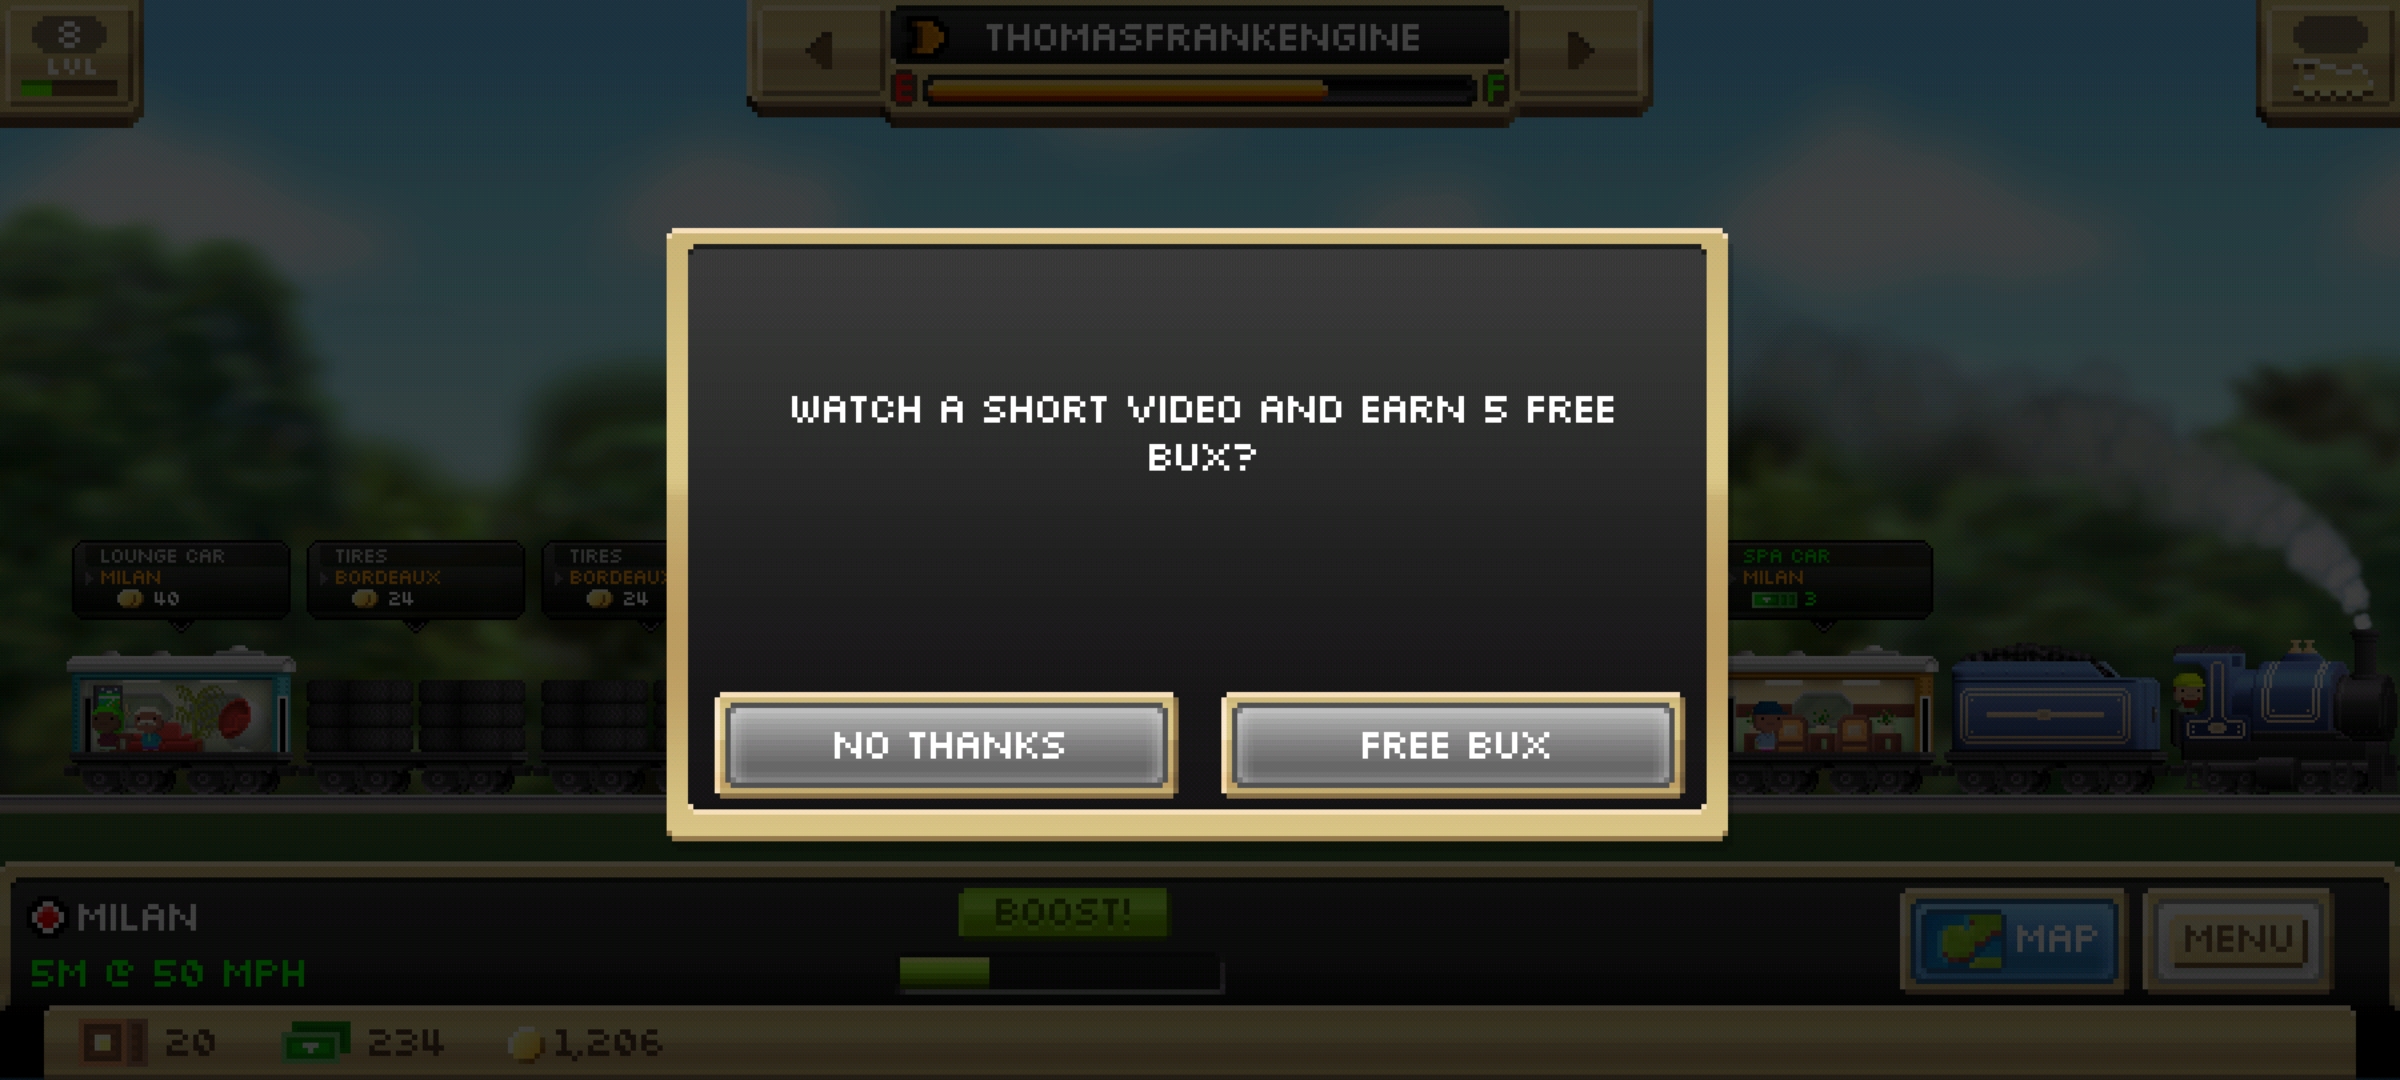 8
LVL
THOMASFRANKENGINE
E
F
WATCH A SHORT VIDEO AND EARN 5 FREE
BUX?
NO THANKS
FREE BUX
LOUNGE CAR
MILAN
40
TIRES
BORDEAUX
24
TIRES
BORDEAUX
24
SPA CAR
MILAN
3
MILAN
5M @ 50 MPH
BOOST!
MAP
MENU
20
234
1,206